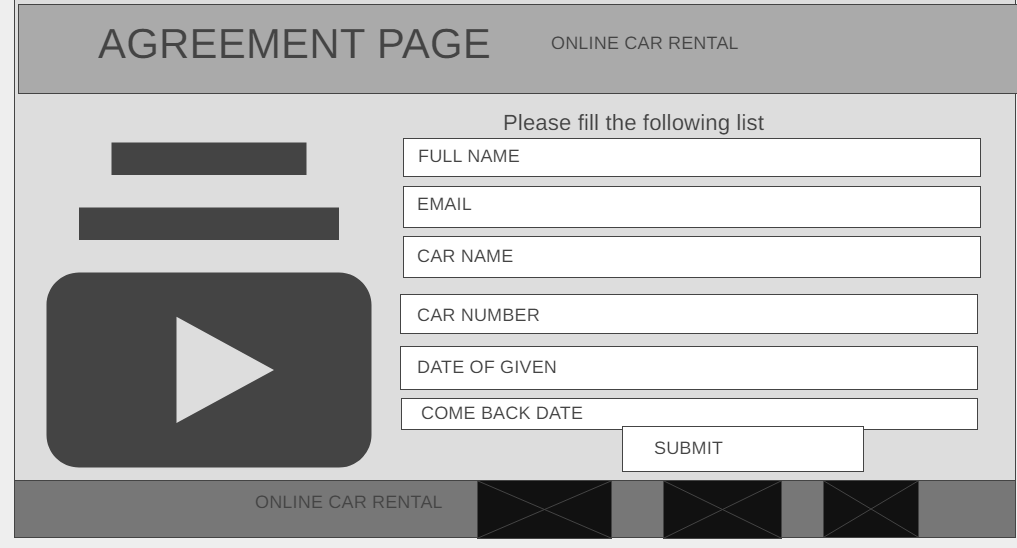 AGREEMENT PAGE
ONLINE CAR RENTAL
Please fill the following list
FULL NAME
EMAIL
CAR NAME
CAR NUMBER
DATE OF GIVEN
COME BACK DATE
SUBMIT
ONLINE CAR RENTAL